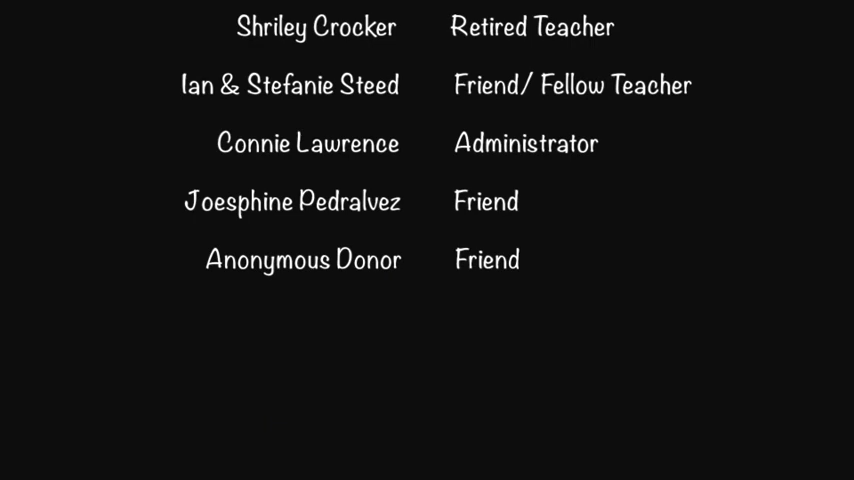 Shriley Crocker Retired Teacher
Ian & Stefanie Steed Friend/ Fellow Teacher
Connie Lawrence Administrator
Joesphine Pedralvez Friend
Anonymous Donor Friend